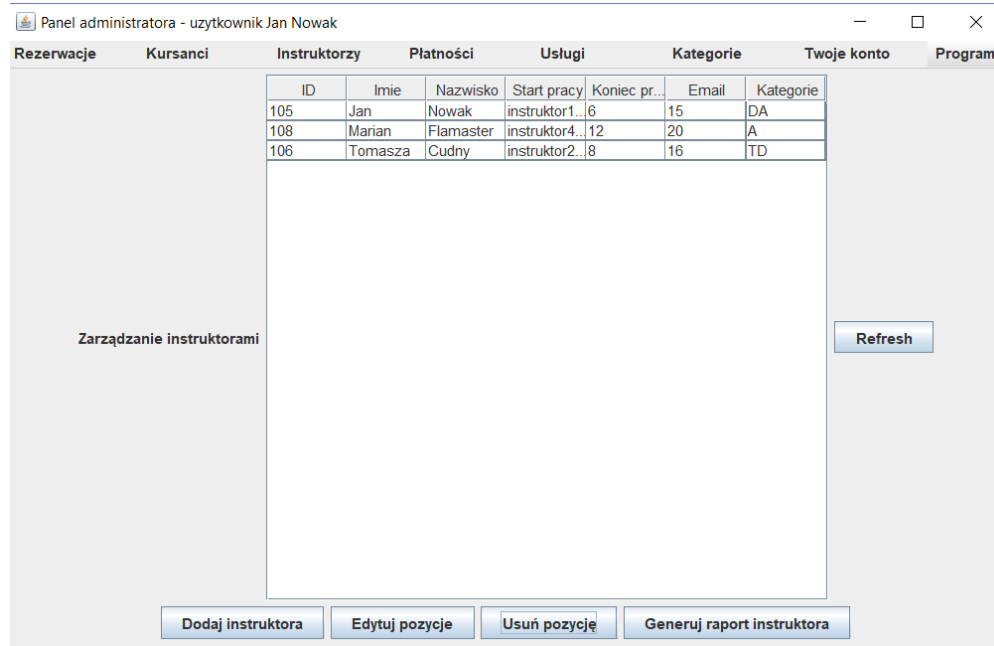 Panel administratora - uzytkownik Jan Nowak
Rezerwacje Kursanci Instruktorzy Płatności Usługi Kategorie Twoje konto Program
ID Imie Nazwisko Start pracy Koniec pr... Email Kategorie
105 Jan Nowak instruktor1... 6 15 DA
108 Marian Flamaster instruktor4... 12 20 A
106 Tomasza Cudny instruktor2... 8 16 TD
Zarządzanie instruktorami
Refresh
Dodaj instruktora Edytuj pozycje Usuń pozycję Generuj raport instruktora